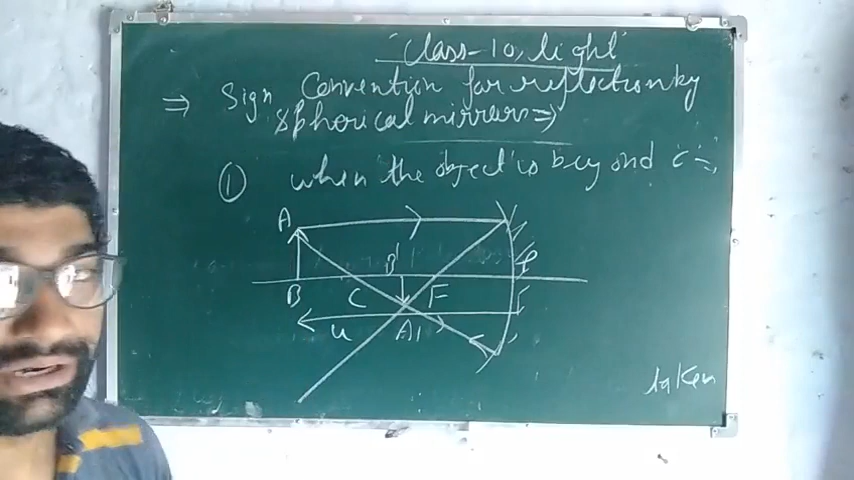 Class-10, light
⇒ Sign Convention for reflection by
spherical mirrors ⇒
① when the object is beyond C =,
A
B' P
B C F
u A1
taken